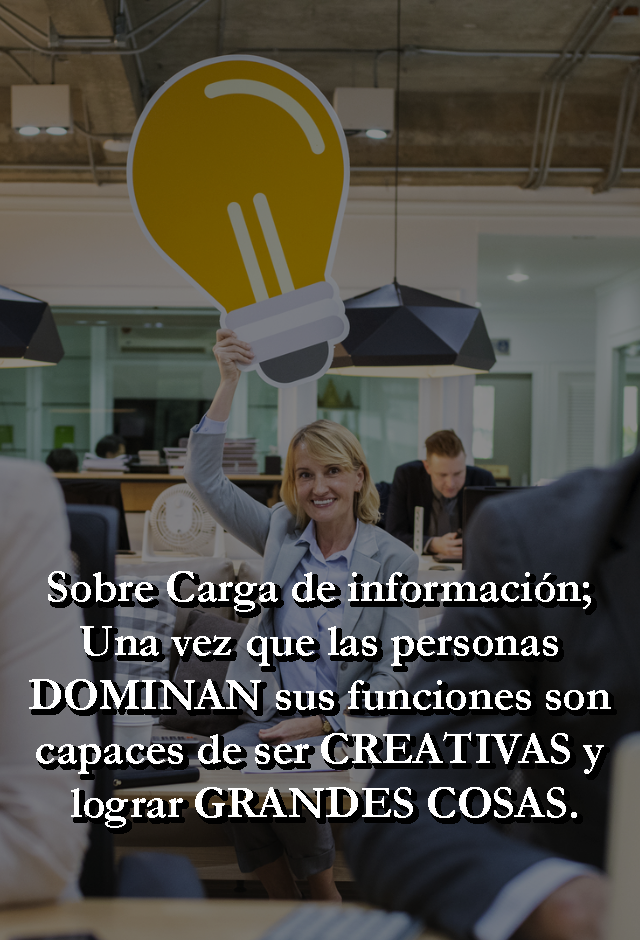 Sobre Carga de información;
Una vez que las personas
DOMINAN sus funciones son
capaces de ser CREATIVAS y
lograr GRANDES COSAS.